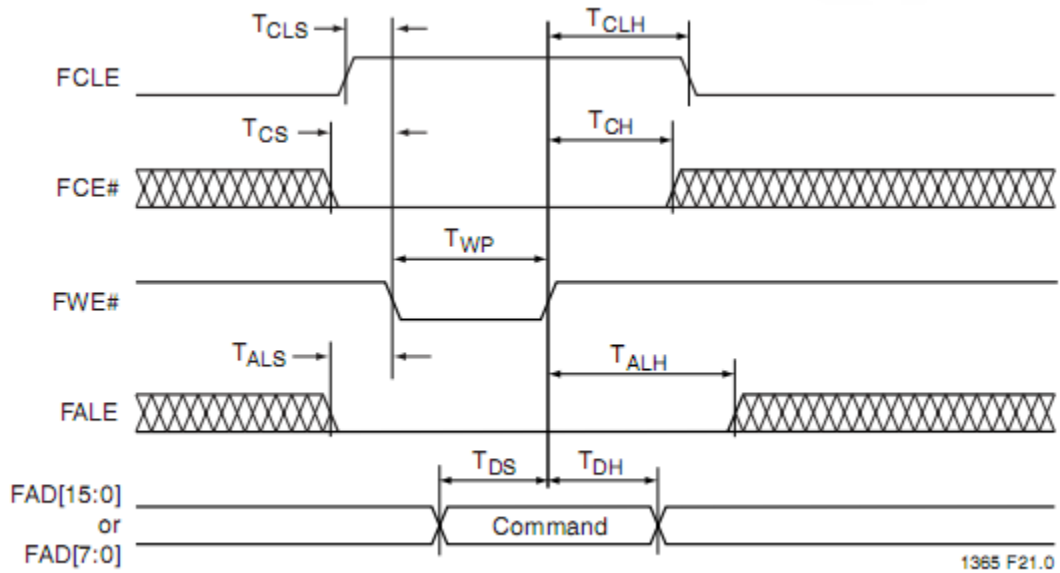 TCLS
TCLH
FCLE
TCS
TCH
FCE#
TWP
FWE#
TALS
TALH
FALE
TDS
TDH
FAD[15:0]
or
FAD[7:0]
Command
1365 F21.0